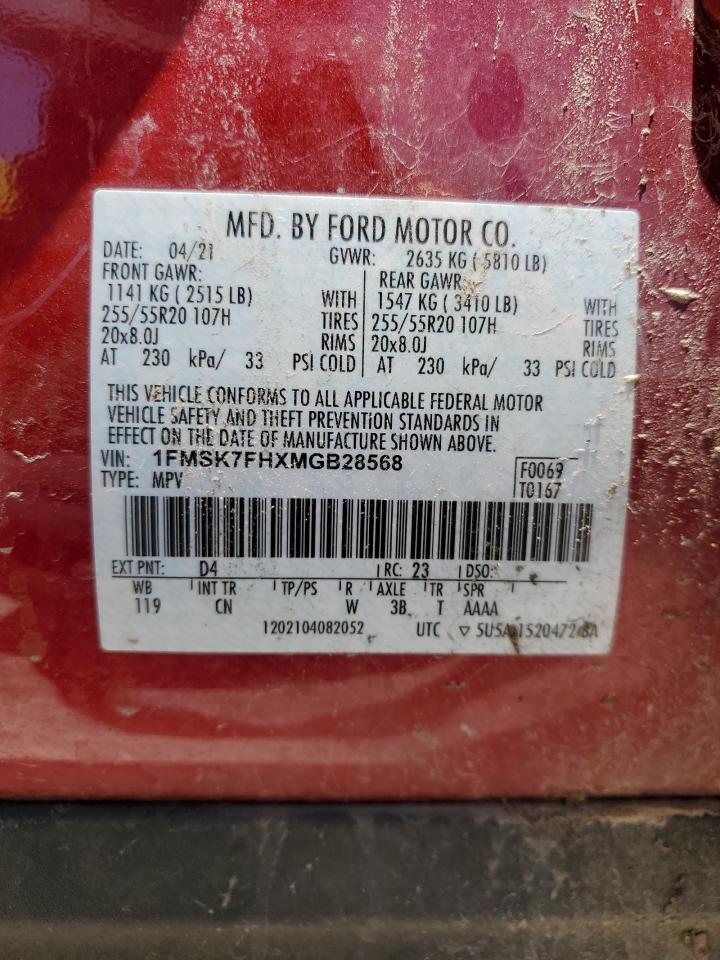 MFD. BY FORD MOTOR CO.
DATE: 04/21 GVWR: 2635 KG ( 5810 LB)
FRONT GAWR: REAR GAWR:
1141 KG ( 2515 LB) WITH 1547 KG ( 3410 LB) WITH
255/55R20 107H TIRES 255/55R20 107H TIRES
20x8.0J RIMS 20x8.0J RIMS
AT 230 kPa/ 33 PSI COLD AT 230 kPa/ 33 PSI COLD
THIS VEHICLE CONFORMS TO ALL APPLICABLE FEDERAL MOTOR
VEHICLE SAFETY AND THEFT PREVENTION STANDARDS IN
EFFECT ON THE DATE OF MANUFACTURE SHOWN ABOVE.
VIN: 1FMSK7FHXMGB28568 F0069
TYPE: MPV T0167
EXT PNT: D4 RC: 23 DSO:
WB INT TR TP/PS R AXLE TR SPR
119 CN W 3B T AAAA
1202104082052 UTC ▽